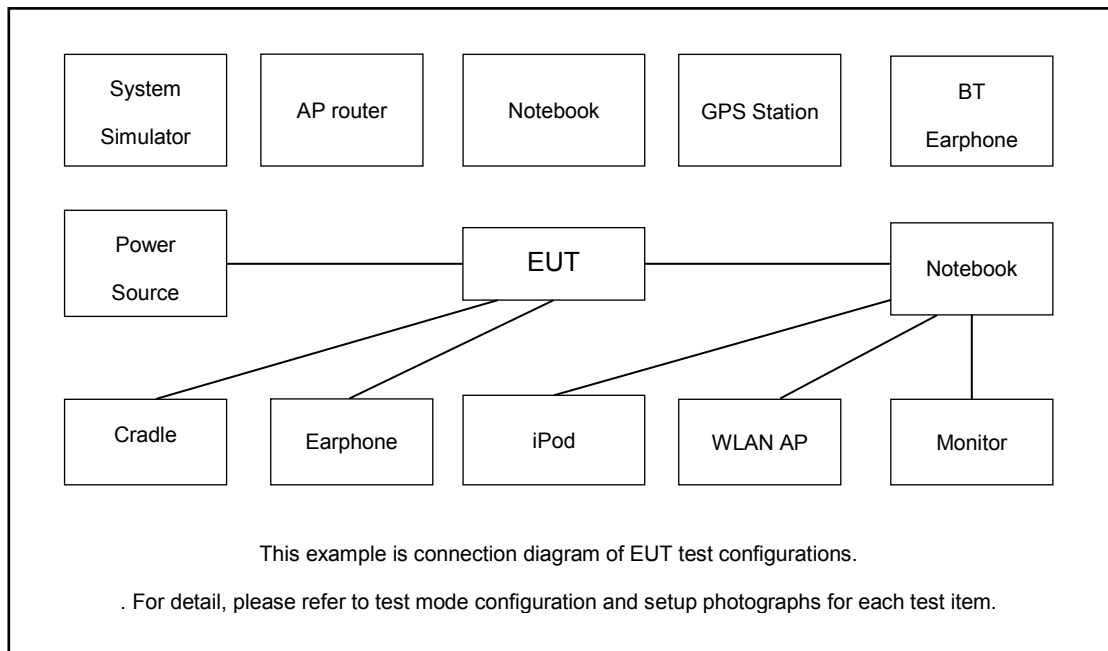 System
Simulator
AP router
Notebook
GPS Station
BT
Earphone
Power
Source
EUT
Notebook
Cradle
Earphone
iPod
WLAN AP
Monitor
This example is connection diagram of EUT test configurations.
. For detail, please refer to test mode configuration and setup photographs for each test item.